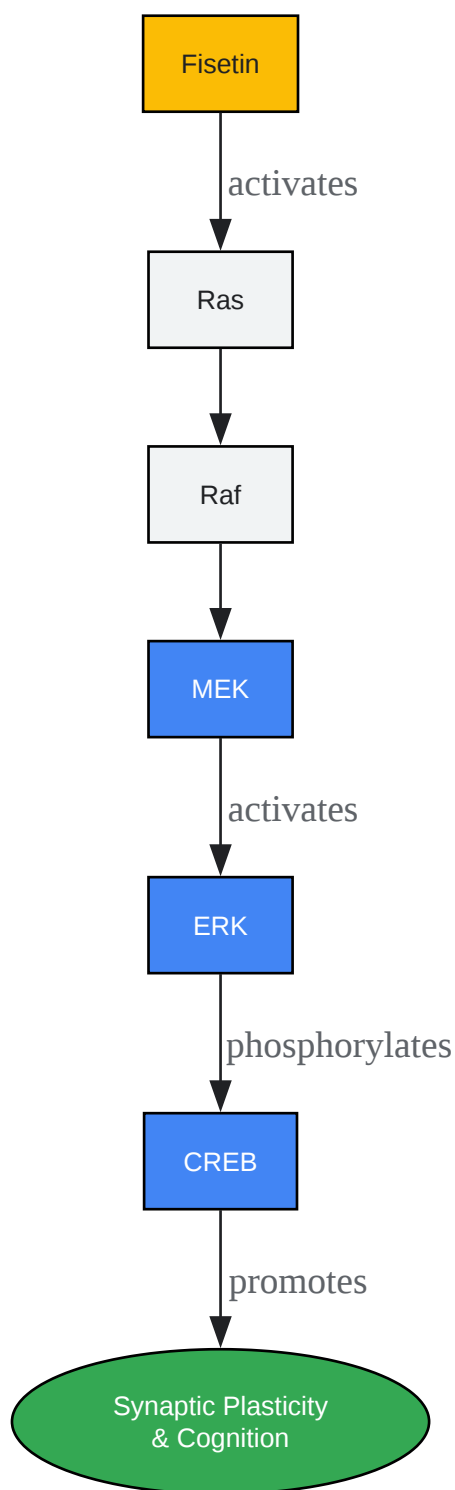 Fisetin
activates
Ras
Raf
MEK
activates
ERK
phosphorylates
CREB
promotes
Synaptic Plasticity
& Cognition